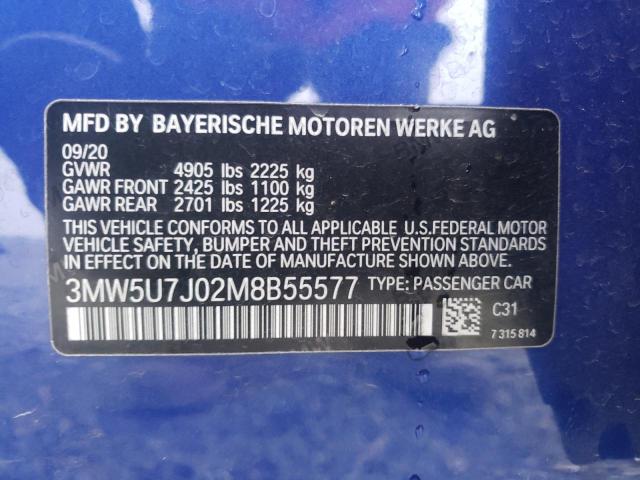 MFD BY BAYERISCHE MOTOREN WERKE AG
09/20
GVWR 4905 lbs 2225 kg
GAWR FRONT 2425 lbs 1100 kg
GAWR REAR 2701 lbs 1225 kg
THIS VEHICLE CONFORMS TO ALL APPLICABLE U.S.FEDERAL MOTOR
VEHICLE SAFETY, BUMPER AND THEFT PREVENTION STANDARDS
IN EFFECT ON THE DATE OF MANUFACTURE SHOWN ABOVE.
3MW5U7J02M8B55577 TYPE: PASSENGER CAR
C31
7 315 814